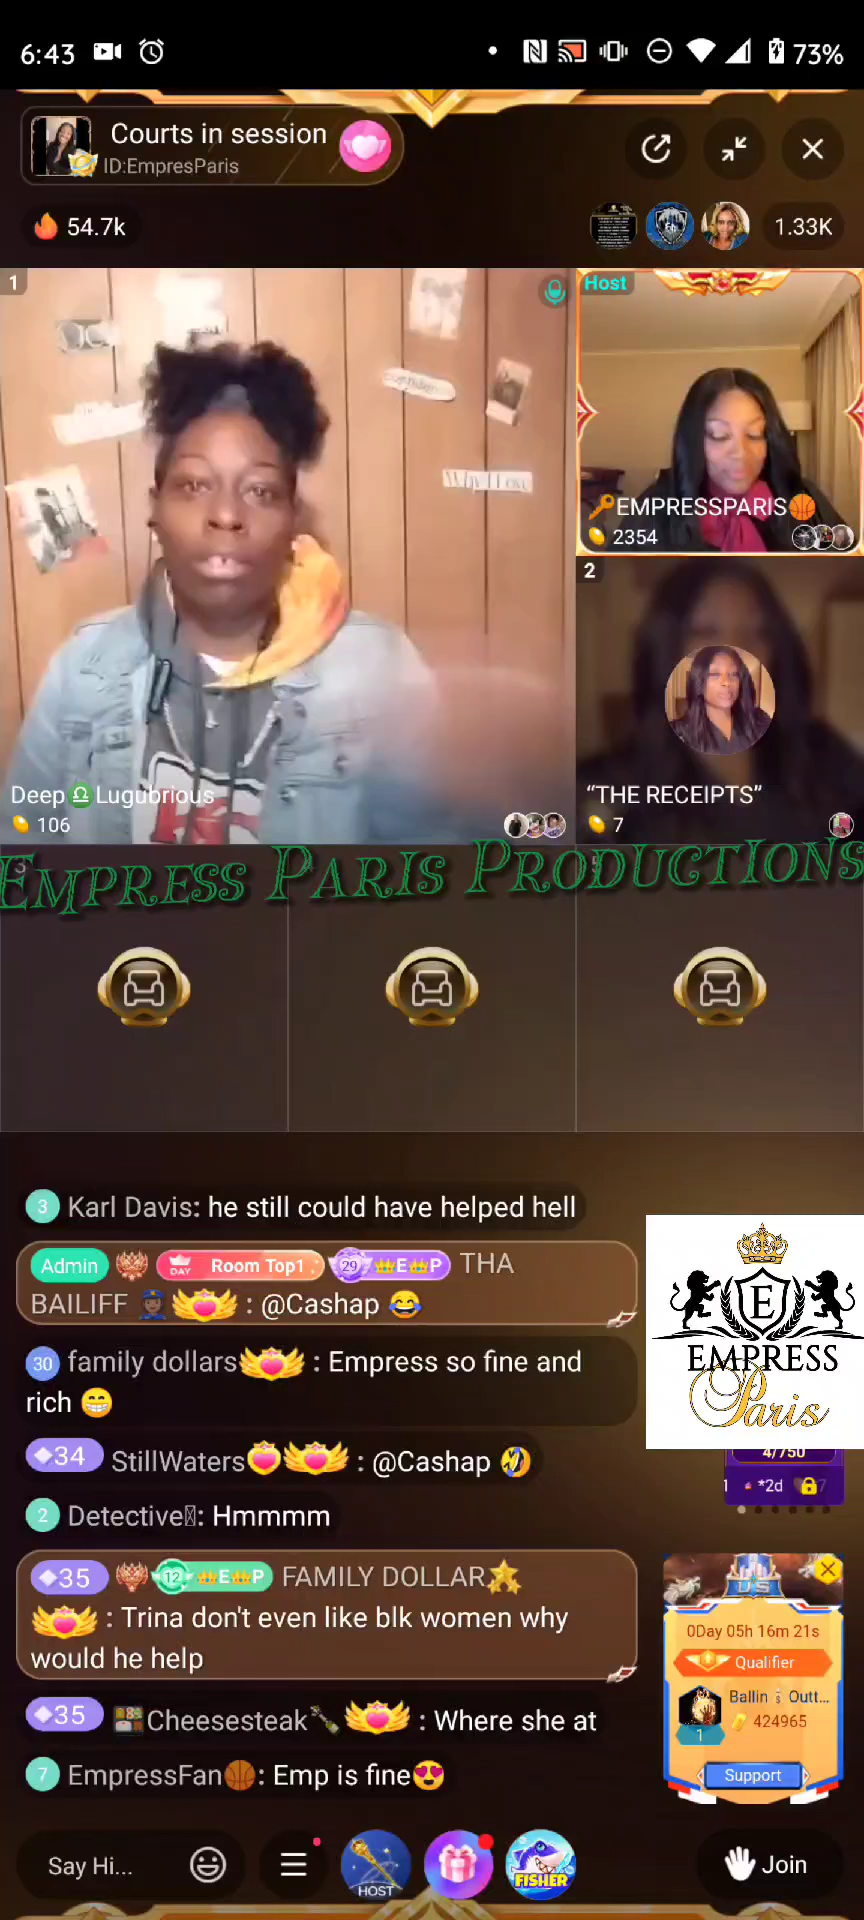 6:43
73%
Courts in session
ID:EmpresParis
54.7k
1.33K
1
Host
Why I Love
🔑EMPRESSPARIS🏀
2354
2
Deep♎Lugubrious
106
“THE RECEIPTS”
7
EMPRESS PARIS PRODUCTIONS
3 Karl Davis: he still could have helped hell
Admin DAY Room Top1 29 👑E👑P THA
BAILIFF 👮🏾 : @Cashap 😂
30 family dollars : Empress so fine and
rich 😁
34 StillWaters : @Cashap 🤣
2 Detective: Hmmmm
35 12 👑E👑P FAMILY DOLLAR🌟
: Trina don't even like blk women why
would he help
35 🍱Cheesesteak🍾 : Where she at
7 EmpressFan🏀: Emp is fine😍
E
EMPRESS
Paris
4/750
*2d
US
0Day 05h 16m 21s
Qualifier
Ballin Outt...
424965
1
Support
Say Hi...
HOST
FISHER
Join